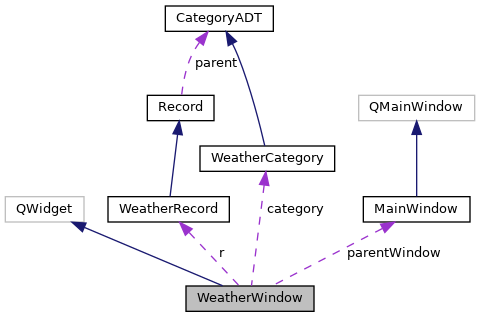 CategoryADT
parent
Record
QMainWindow
WeatherCategory
QWidget
WeatherRecord
category
MainWindow
r
parentWindow
WeatherWindow